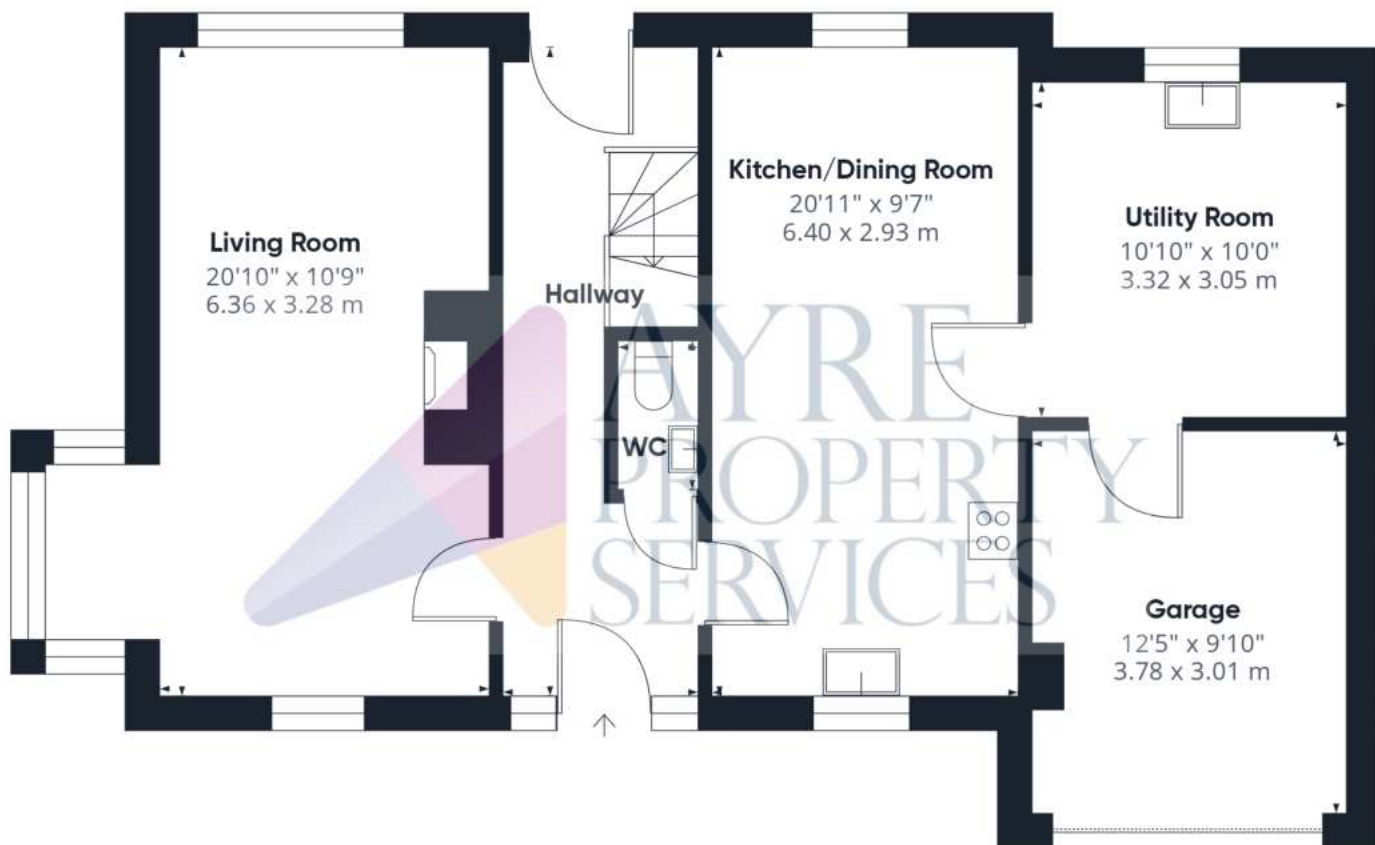 Living Room
20'10" x 10'9"
6.36 x 3.28 m
Hallway
WC
Kitchen/Dining Room
20'11" x 9'7"
6.40 x 2.93 m
Utility Room
10'10" x 10'0"
3.32 x 3.05 m
Garage
12'5" x 9'10"
3.78 x 3.01 m
AYRE
PROPERTY
SERVICES